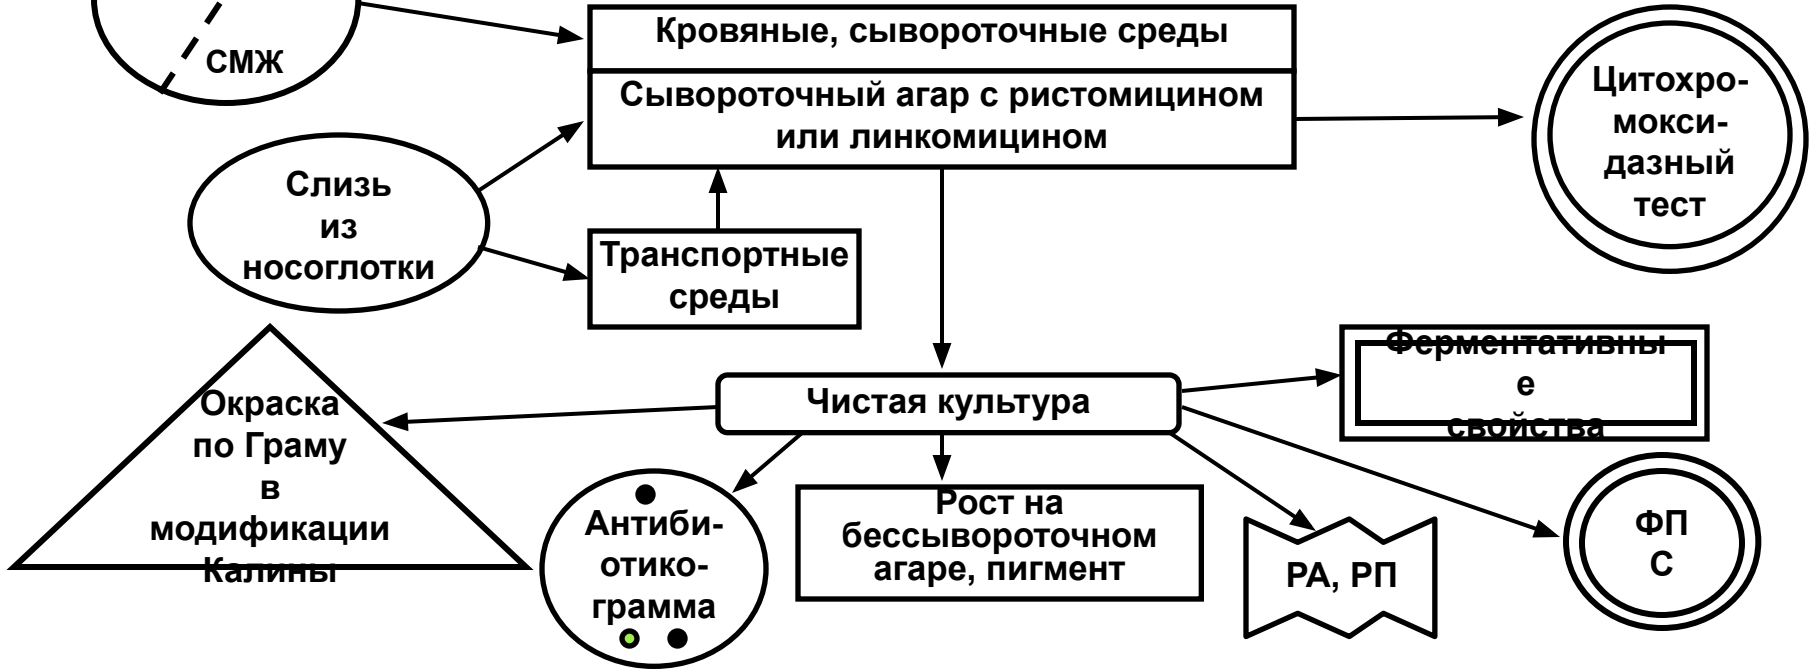 СМЖ
Кровяные, сывороточные среды
Сывороточный агар с ристомицином
или линкомицином
Цитохро-
мокси-
дазный
тест
Слизь
из
носоглотки
Транспортные
среды
Чистая культура
Ферментативны
е
свойства
Окраска
по Граму
в
модификации
Калины
Антиби-
отико-
грамма
Рост на
бессывороточном
агаре, пигмент
РА, РП
ФП
С